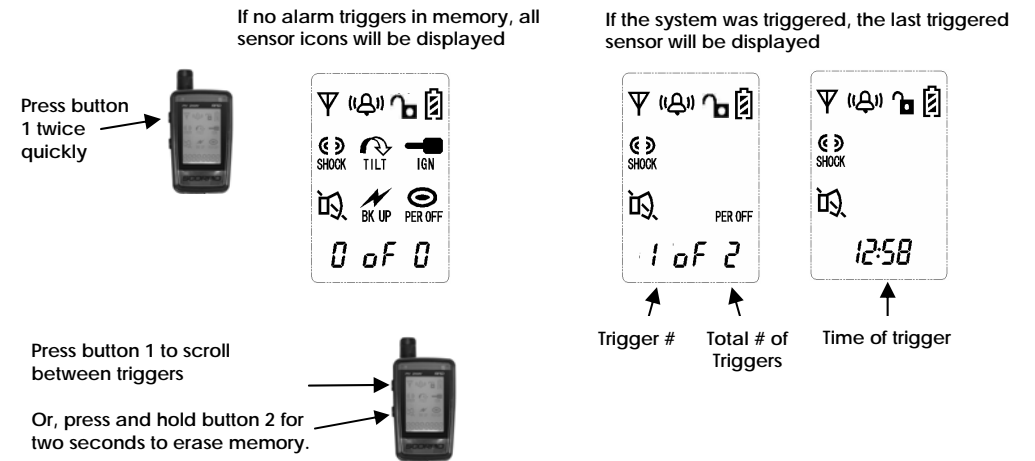 If no alarm triggers in memory, all
sensor icons will be displayed
If the system was triggered, the last triggered
sensor will be displayed
Press button
1 twice
quickly
SCORPIO
SHOCK TILT IGN
BK UP PER OFF
0 oF 0
SHOCK
PER OFF
1 oF 2
SHOCK
12:58
Trigger #
Total # of
Triggers
Time of trigger
Press button 1 to scroll
between triggers
Or, press and hold button 2 for
two seconds to erase memory.
SCORPIO